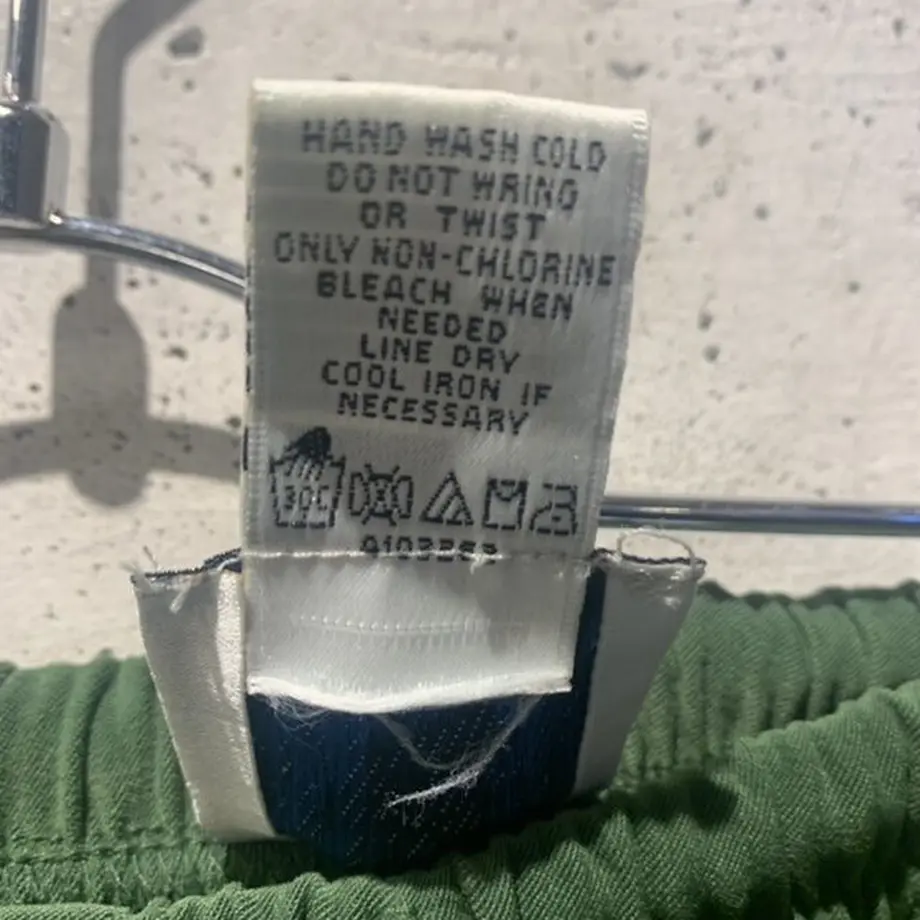 HAND WASH COLD
DO NOT WRING
OR TWIST
ONLY NON-CHLORINE
BLEACH WHEN
NEEDED
LINE DRY
COOL IRON IF
NECESSARY
30C